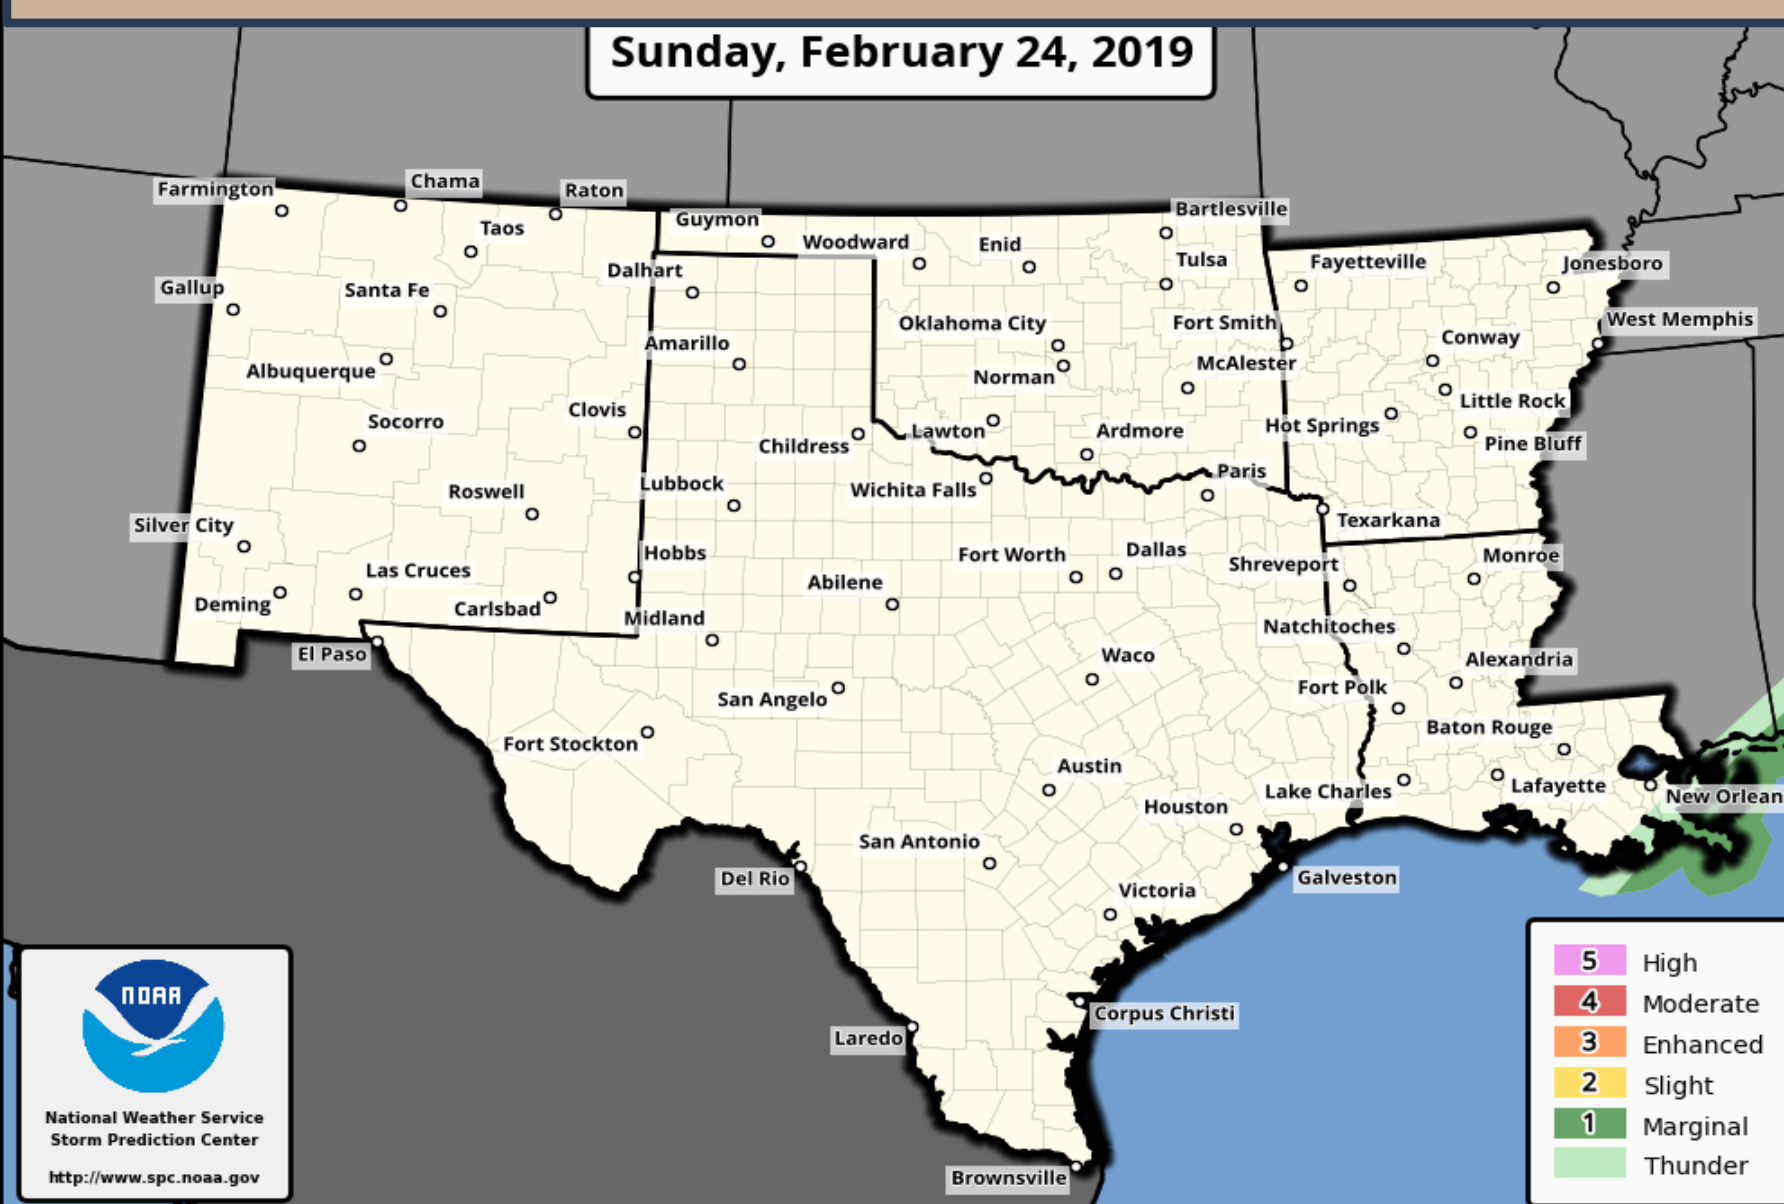 Sunday, February 24, 2019
Farmington
Chama
Raton
Taos
Guymon
Woodward
Enid
Bartlesville
Tulsa
Fayetteville
Jonesboro
Gallup
Santa Fe
Dalhart
Oklahoma City
Fort Smith
West Memphis
Conway
Albuquerque
Amarillo
Norman
McAlester
Little Rock
Socorro
Clovis
Childress
Lawton
Ardmore
Hot Springs
Pine Bluff
Roswell
Lubbock
Wichita Falls
Paris
Silver City
Texarkana
Las Cruces
Hobbs
Fort Worth
Dallas
Shreveport
Monroe
Deming
Carlsbad
Abilene
Midland
Natchitoches
El Paso
Waco
Alexandria
San Angelo
Fort Polk
Fort Stockton
Baton Rouge
Austin
Lake Charles
Lafayette
New Orlean
Houston
San Antonio
Del Rio
Galveston
Victoria
Corpus Christi
Laredo
Brownsville
NOAA
National Weather Service
Storm Prediction Center
http://www.spc.noaa.gov
5 High
4 Moderate
3 Enhanced
2 Slight
1 Marginal
Thunder